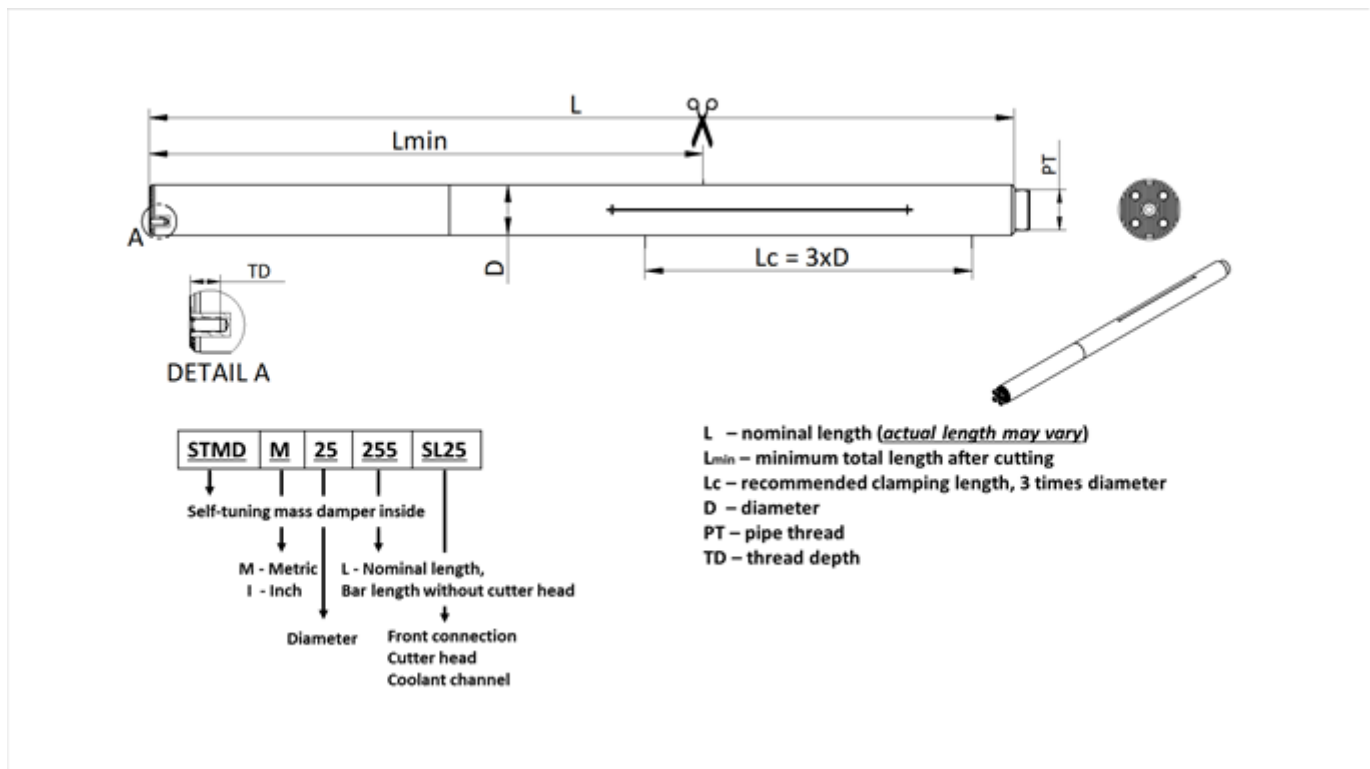 L
Lmin
PT
A
D
Lc = 3xD
TD
DETAIL A
STMD M 25 255 SL25
Self-tuning mass damper inside
M - Metric
I - Inch
L - Nominal length,
Bar length without cutter head
Diameter
Front connection
Cutter head
Coolant channel
L – nominal length (actual length may vary)
Lmin – minimum total length after cutting
Lc – recommended clamping length, 3 times diameter
D – diameter
PT – pipe thread
TD – thread depth